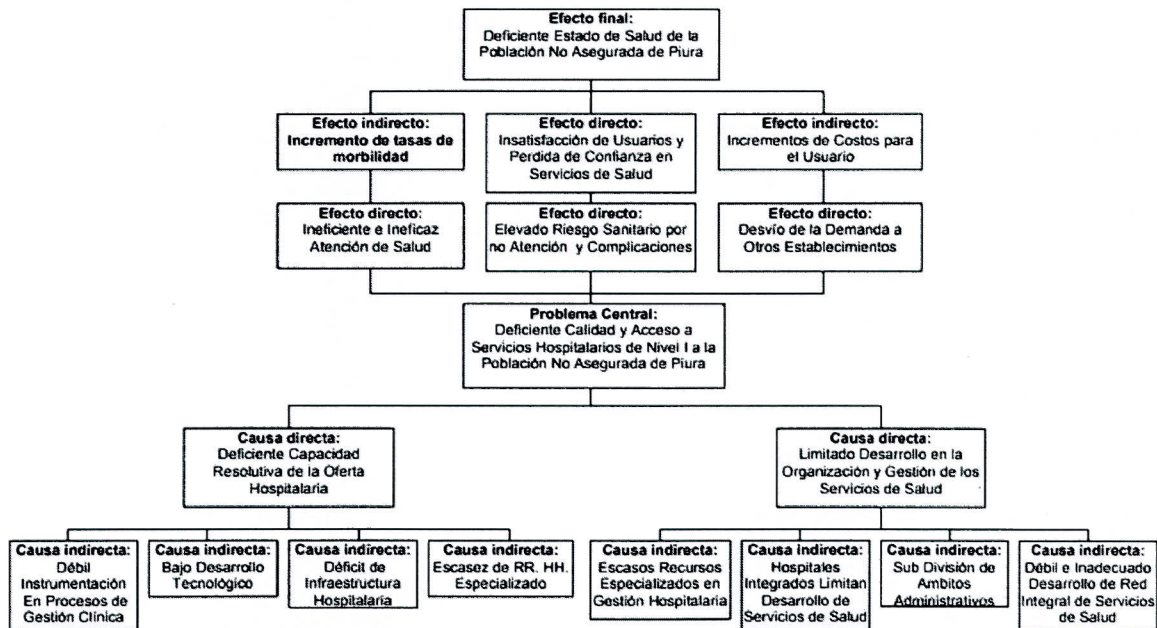 Efecto final:
Deficiente Estado de Salud de la
Población No Asegurada de Piura
Efecto indirecto:
Incremento de tasas de
morbilidad
Efecto directo:
Insatisfacción de Usuarios y
Perdida de Confianza en
Servicios de Salud
Efecto indirecto:
Incrementos de Costos para
el Usuario
Efecto directo:
Ineficiente e Ineficaz
Atención de Salud
Efecto directo:
Elevado Riesgo Sanitario por
no Atención y Complicaciones
Efecto directo:
Desvío de la Demanda a
Otros Establecimientos
Problema Central:
Deficiente Calidad y Acceso a
Servicios Hospitalarios de Nivel I a la
Población No Asegurada de Piura
Causa directa:
Deficiente Capacidad
Resolutiva de la Oferta
Hospitalaria
Causa directa:
Limitado Desarrollo en la
Organización y Gestión de los
Servicios de Salud
Causa indirecta:
Débil
Instrumentación
En Procesos de
Gestión Clínica
Causa indirecta:
Bajo Desarrollo
Tecnológico
Causa indirecta:
Déficit de
Infraestructura
Hospitalaria
Causa indirecta:
Escasez de RR. HH.
Especializado
Causa indirecta:
Escasos Recursos
Especializados en
Gestión Hospitalaria
Causa indirecta:
Hospitales
Integrados Limitan
Desarrollo de
Servicios de Salud
Causa indirecta:
Sub División de
Ambitos
Administrativos
Causa indirecta:
Débil e Inadecuado
Desarrollo de Red
Integral de Servicios
de Salud